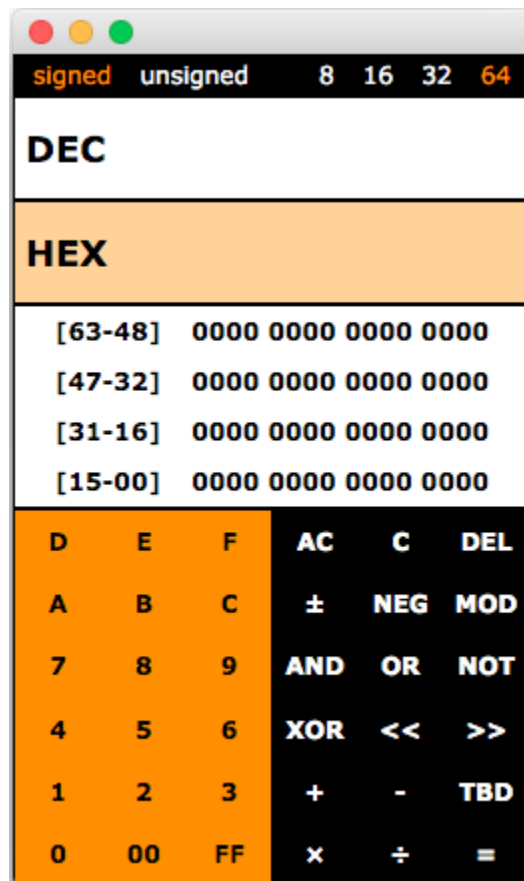 signed unsigned 8 16 32 64
DEC
HEX
[63-48] 0000 0000 0000 0000
[47-32] 0000 0000 0000 0000
[31-16] 0000 0000 0000 0000
[15-00] 0000 0000 0000 0000
D E F AC C DEL
A B C ± NEG MOD
7 8 9 AND OR NOT
4 5 6 XOR << >>
1 2 3 + - TBD
0 00 FF × ÷ =